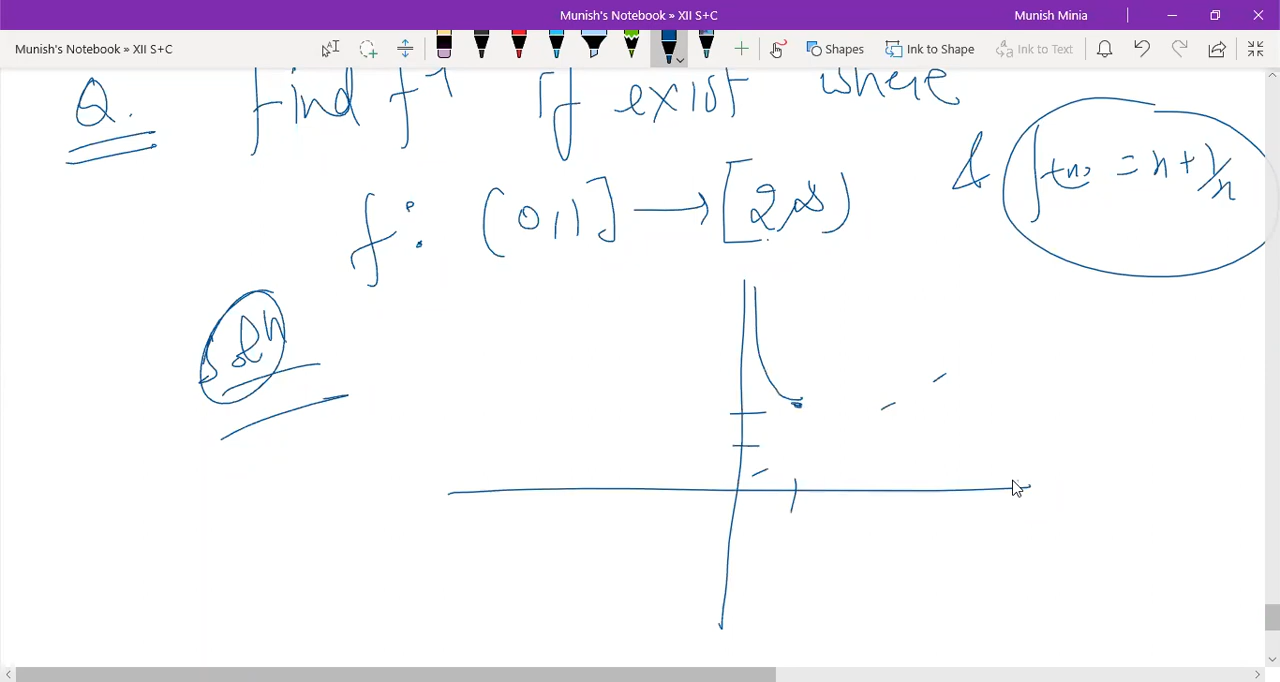 Munish's Notebook » XII S+C
Munish Minia
Munish's Notebook » XII S+C
Shapes
Ink to Shape
Ink to Text
Q. Find f⁻¹ if exist where
f: (0,1] → [2,∞) & f(x) = x + 1/x
Solⁿ